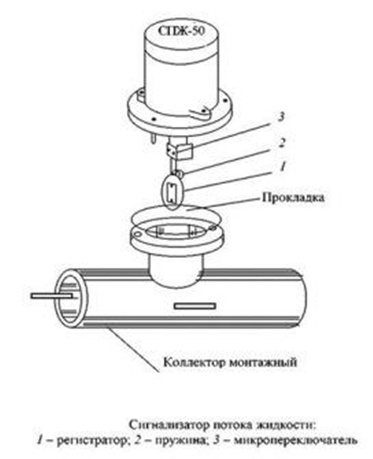 СПЖ-50
3
2
1
Прокладка
Коллектор монтажный
Сигнализатор потока жидкости:
1 – регистратор; 2 – пружина; 3 – микропереключатель